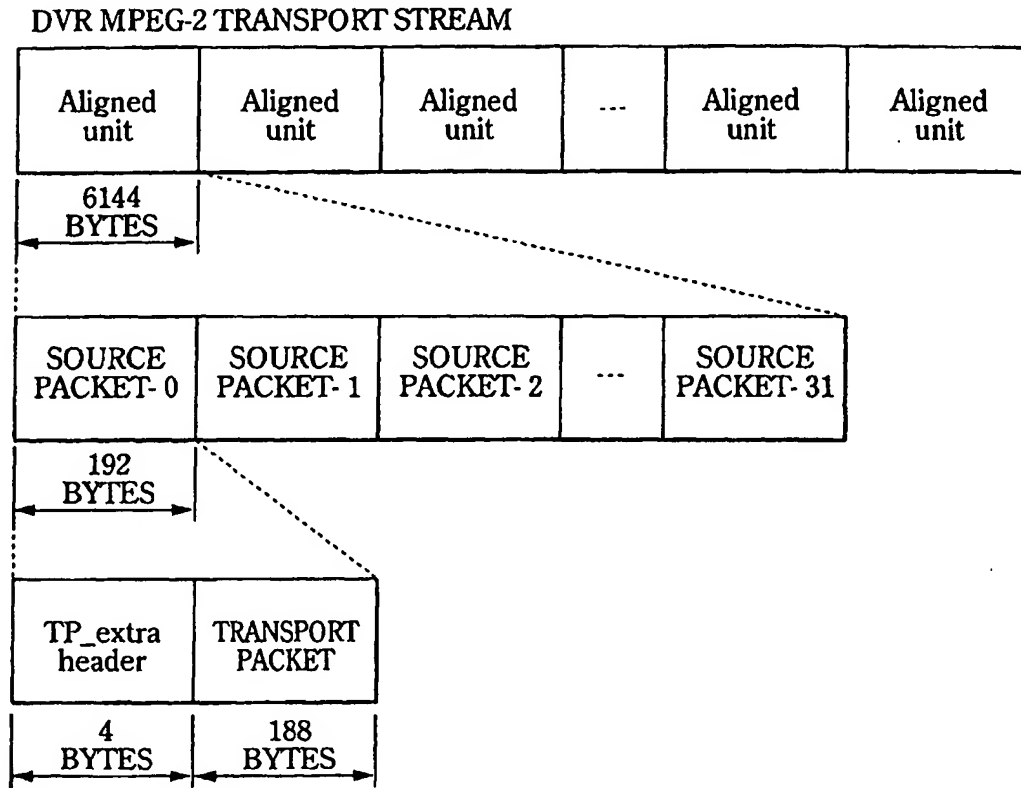 DVR MPEG-2 TRANSPORT STREAM
Aligned unit
Aligned unit
Aligned unit
---
Aligned unit
Aligned unit
6144 BYTES
SOURCE PACKET- 0
SOURCE PACKET- 1
SOURCE PACKET- 2
---
SOURCE PACKET- 31
192 BYTES
TP_extra header
TRANSPORT PACKET
4 BYTES
188 BYTES